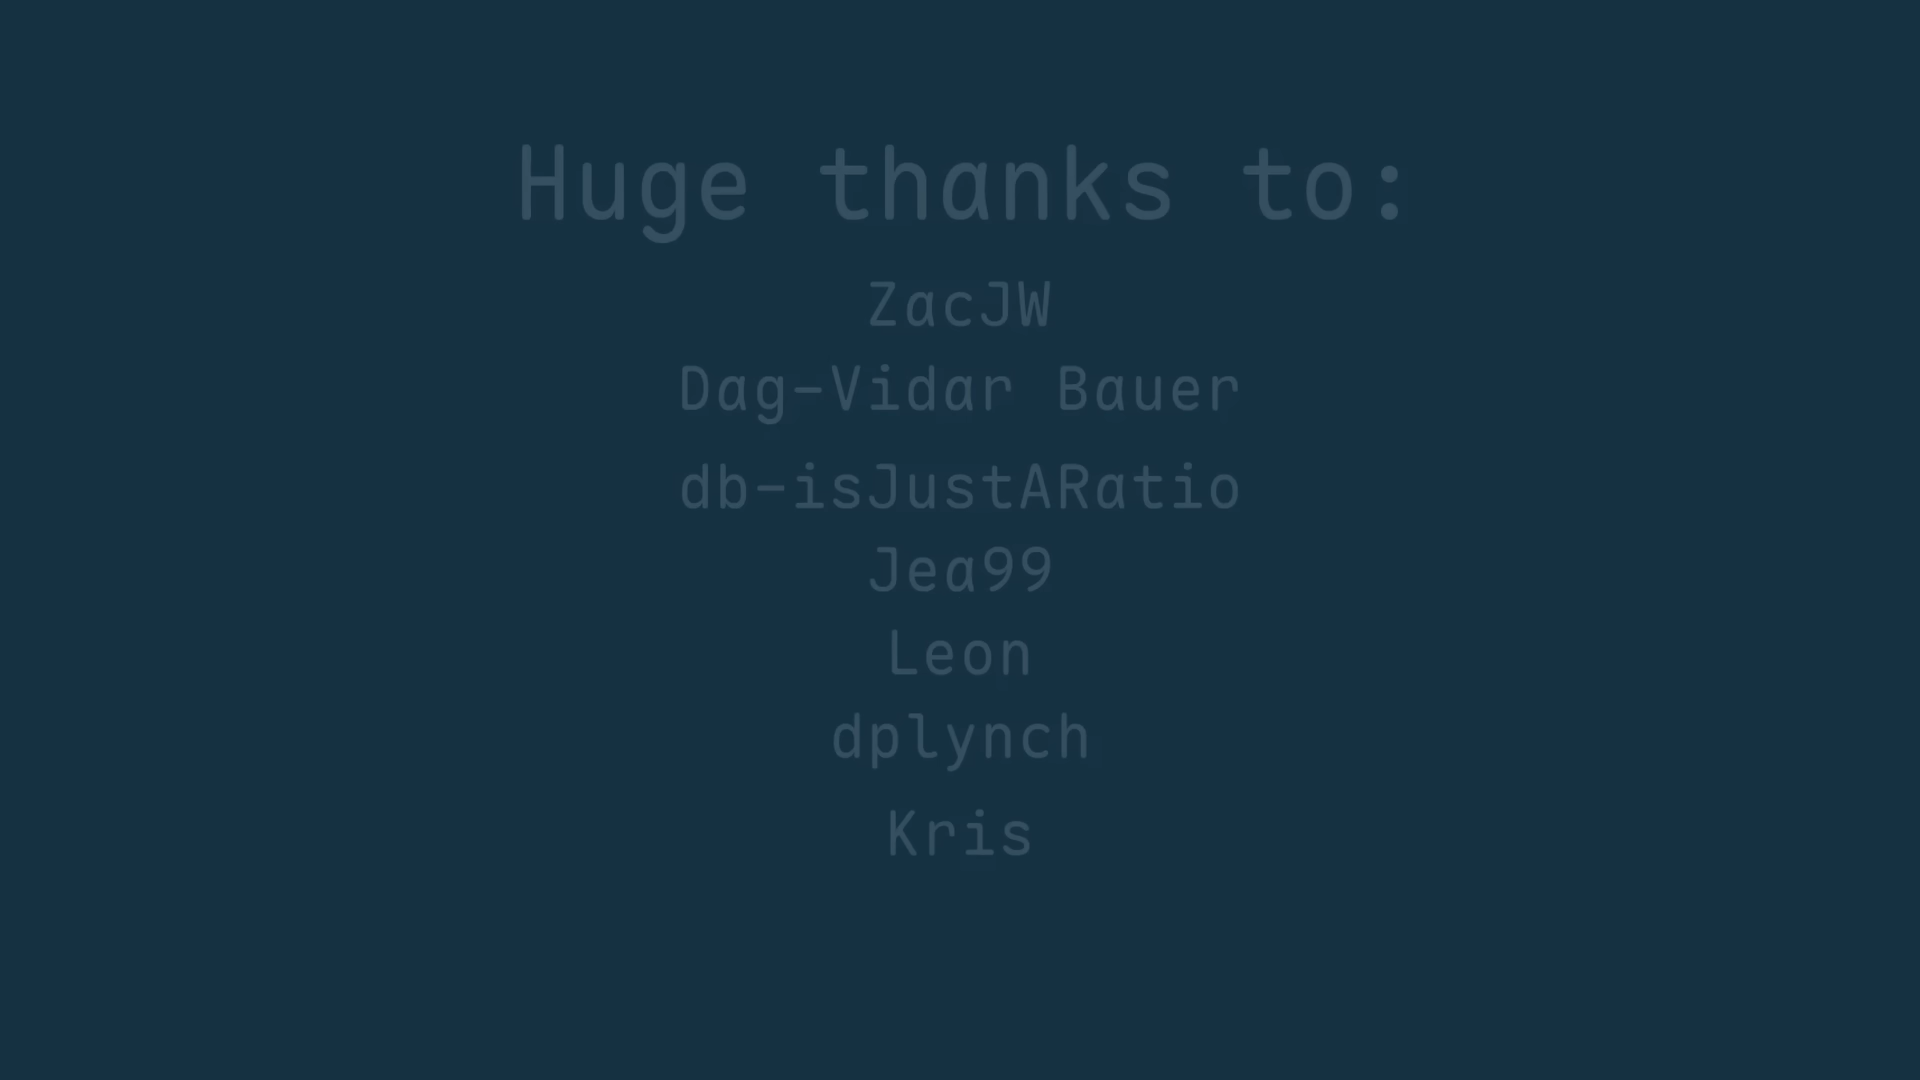 Huge thanks to:
ZacJW
Dag-Vidar Bauer
db-isJustARatio
Jea99
Leon
dplynch
Kris